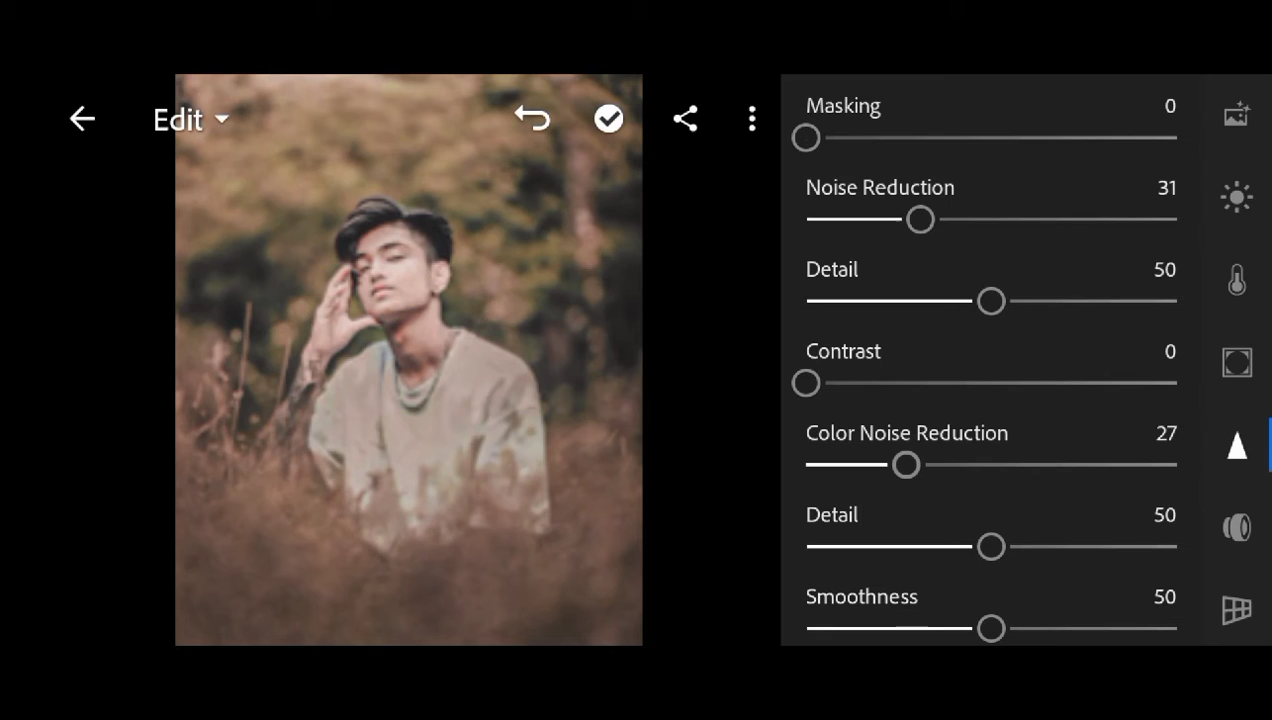 Edit
Masking 0
Noise Reduction 31
Detail 50
Contrast 0
Color Noise Reduction 27
Detail 50
Smoothness 50